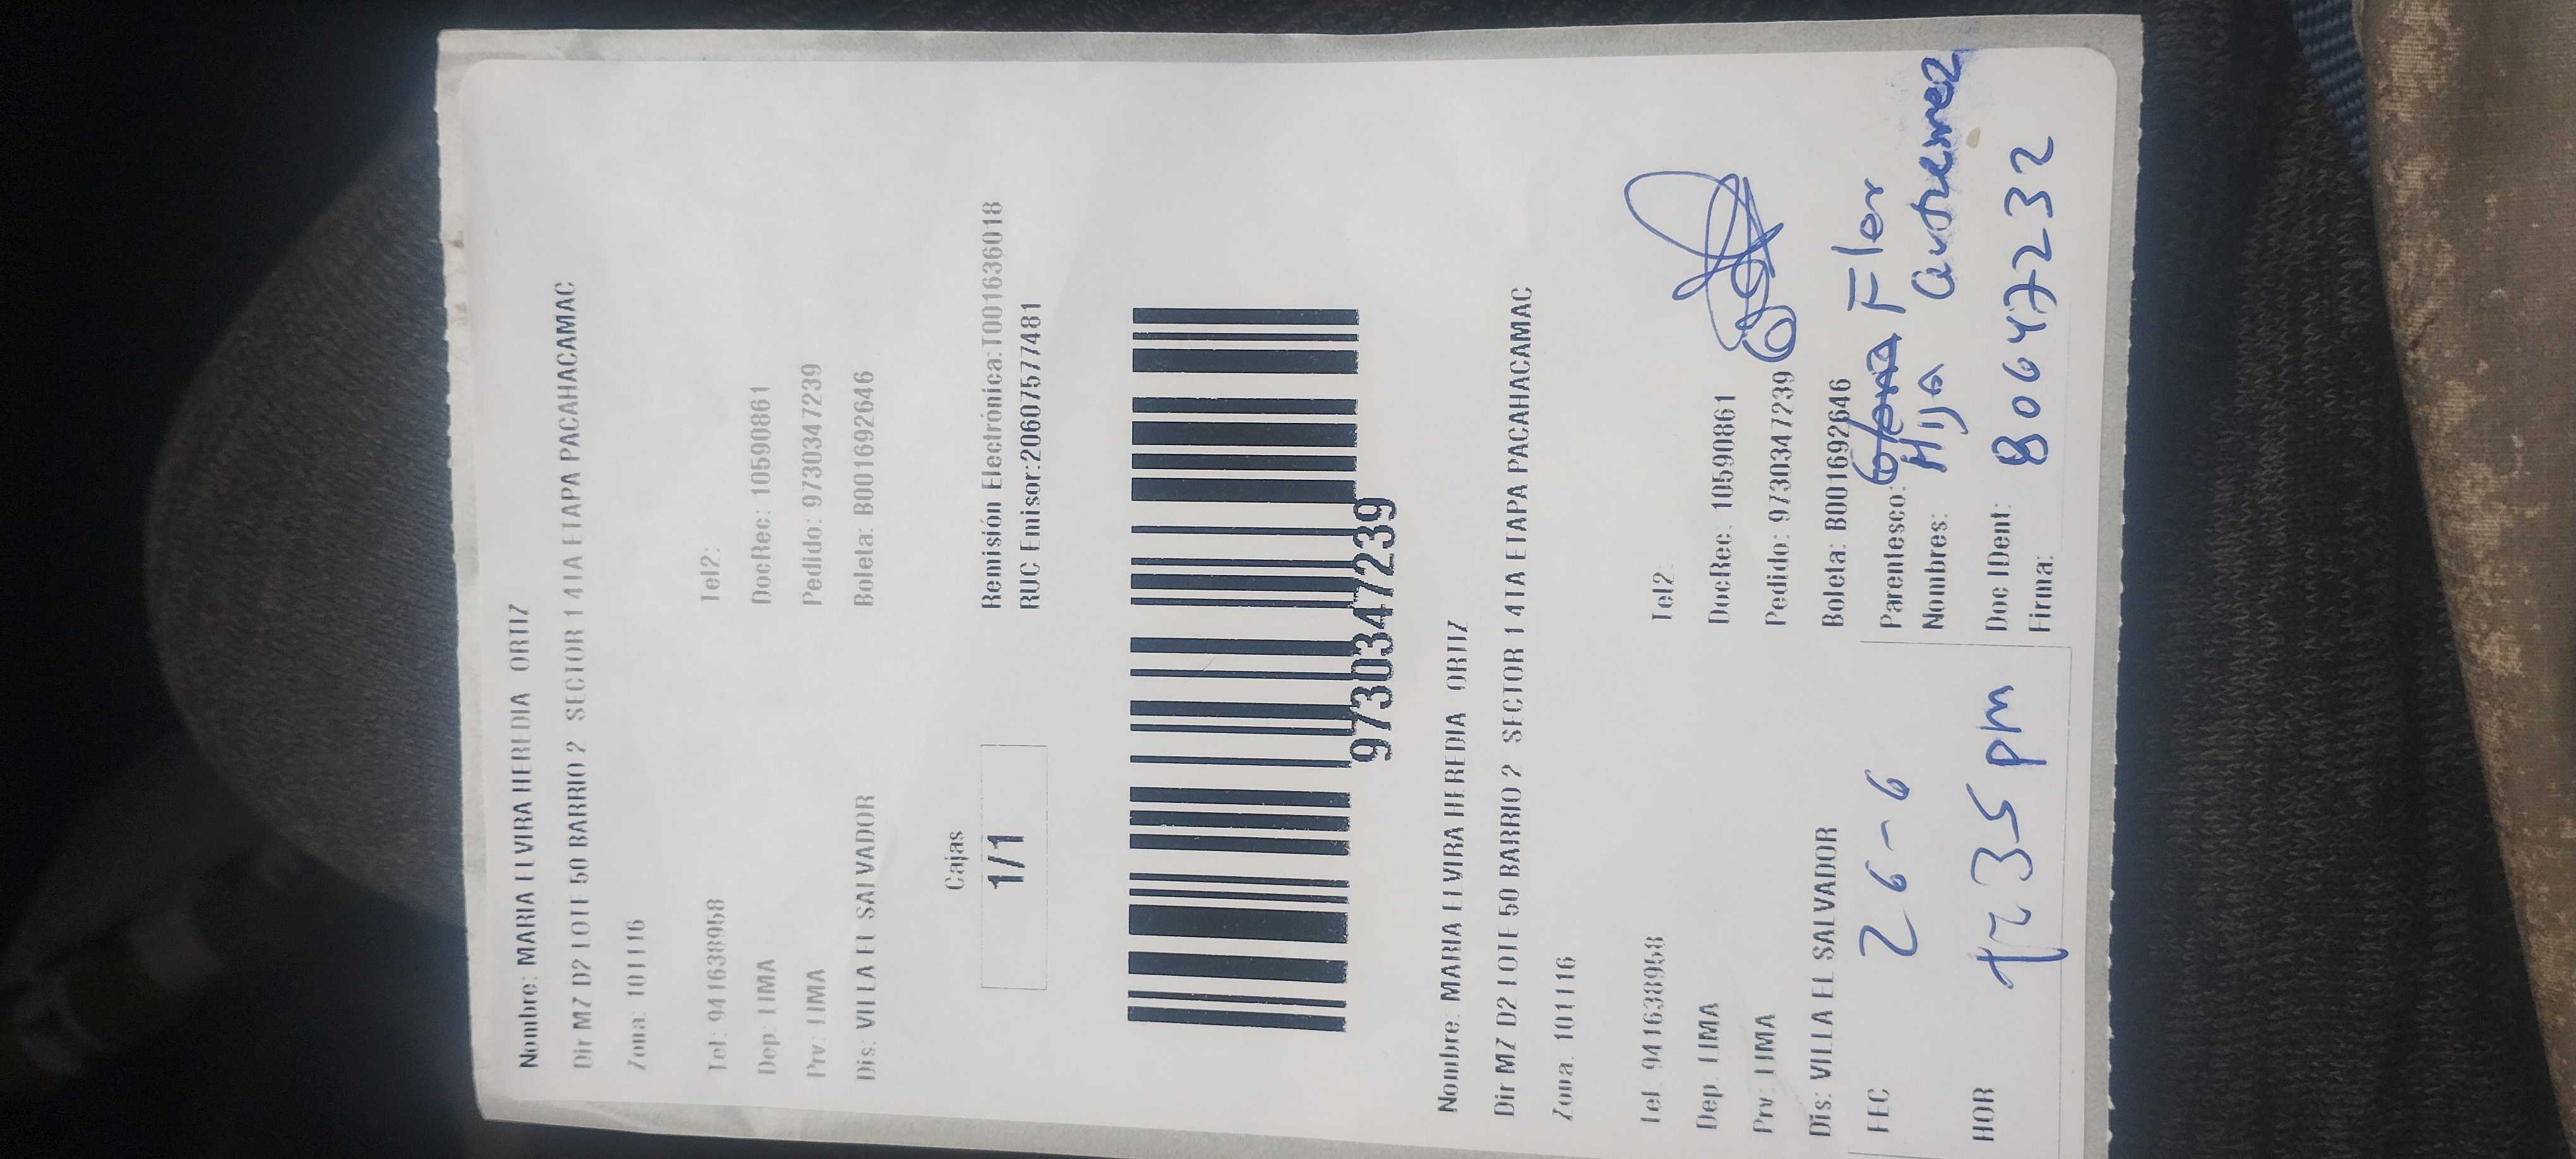 Nombre: MARIA ELVIRA HEREDIA ORTIZ
Dir MZ D2 LOTE 50 BARRIO 2 SECTOR 1 4TA ETAPA PACAHACAMAC
Zona: 101116
Tel: 941638958 Tel2:
Dep: LIMA DocRec: 10590861
Prv: LIMA Pedido: 9730347239
Dis: VILLA EL SALVADOR Boleta: B001692646
Cajas
1/1
Remisión Electrónica:T001636018
RUC Emisor:20607577481
9730347239
Nombre: MARIA ELVIRA HEREDIA ORTIZ
Dir MZ D2 LOTE 50 BARRIO 2 SECTOR 1 4TA ETAPA PACAHACAMAC
Zona: 101116
Tel: 941638958 Tel2:
Dep: LIMA DocRec: 10590861
Prv: LIMA Pedido: 9730347239
Dis: VILLA EL SALVADOR Boleta: B001692646
FEC 26-6
HOR 35 pm
Parentesco: Flor
Nombres: Hija
Doc IDent: 80647232
Firma: